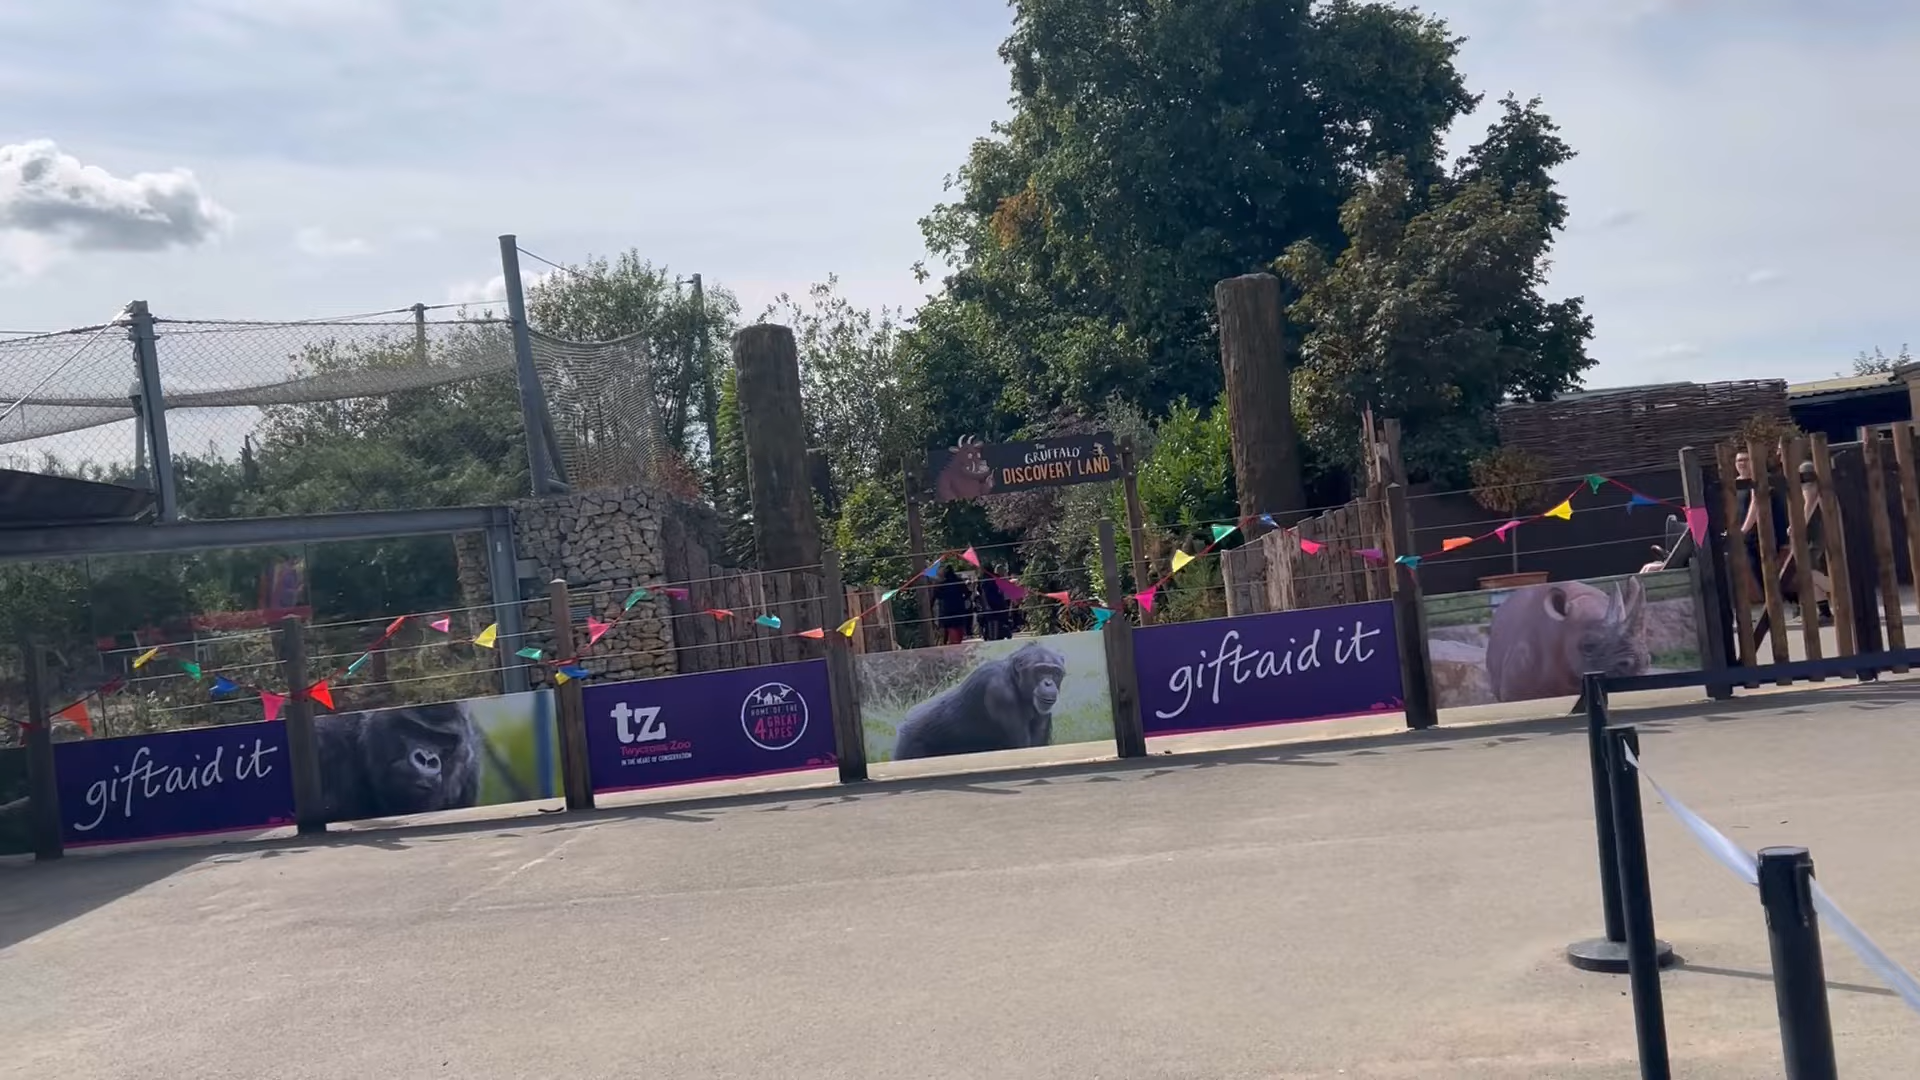 THE
GRUFFALO
DISCOVERY LAND
giftaid it
tz
Twycross Zoo
IN THE HEART OF CONSERVATION
HOME OF THE
4 GREAT
APES
giftaid it